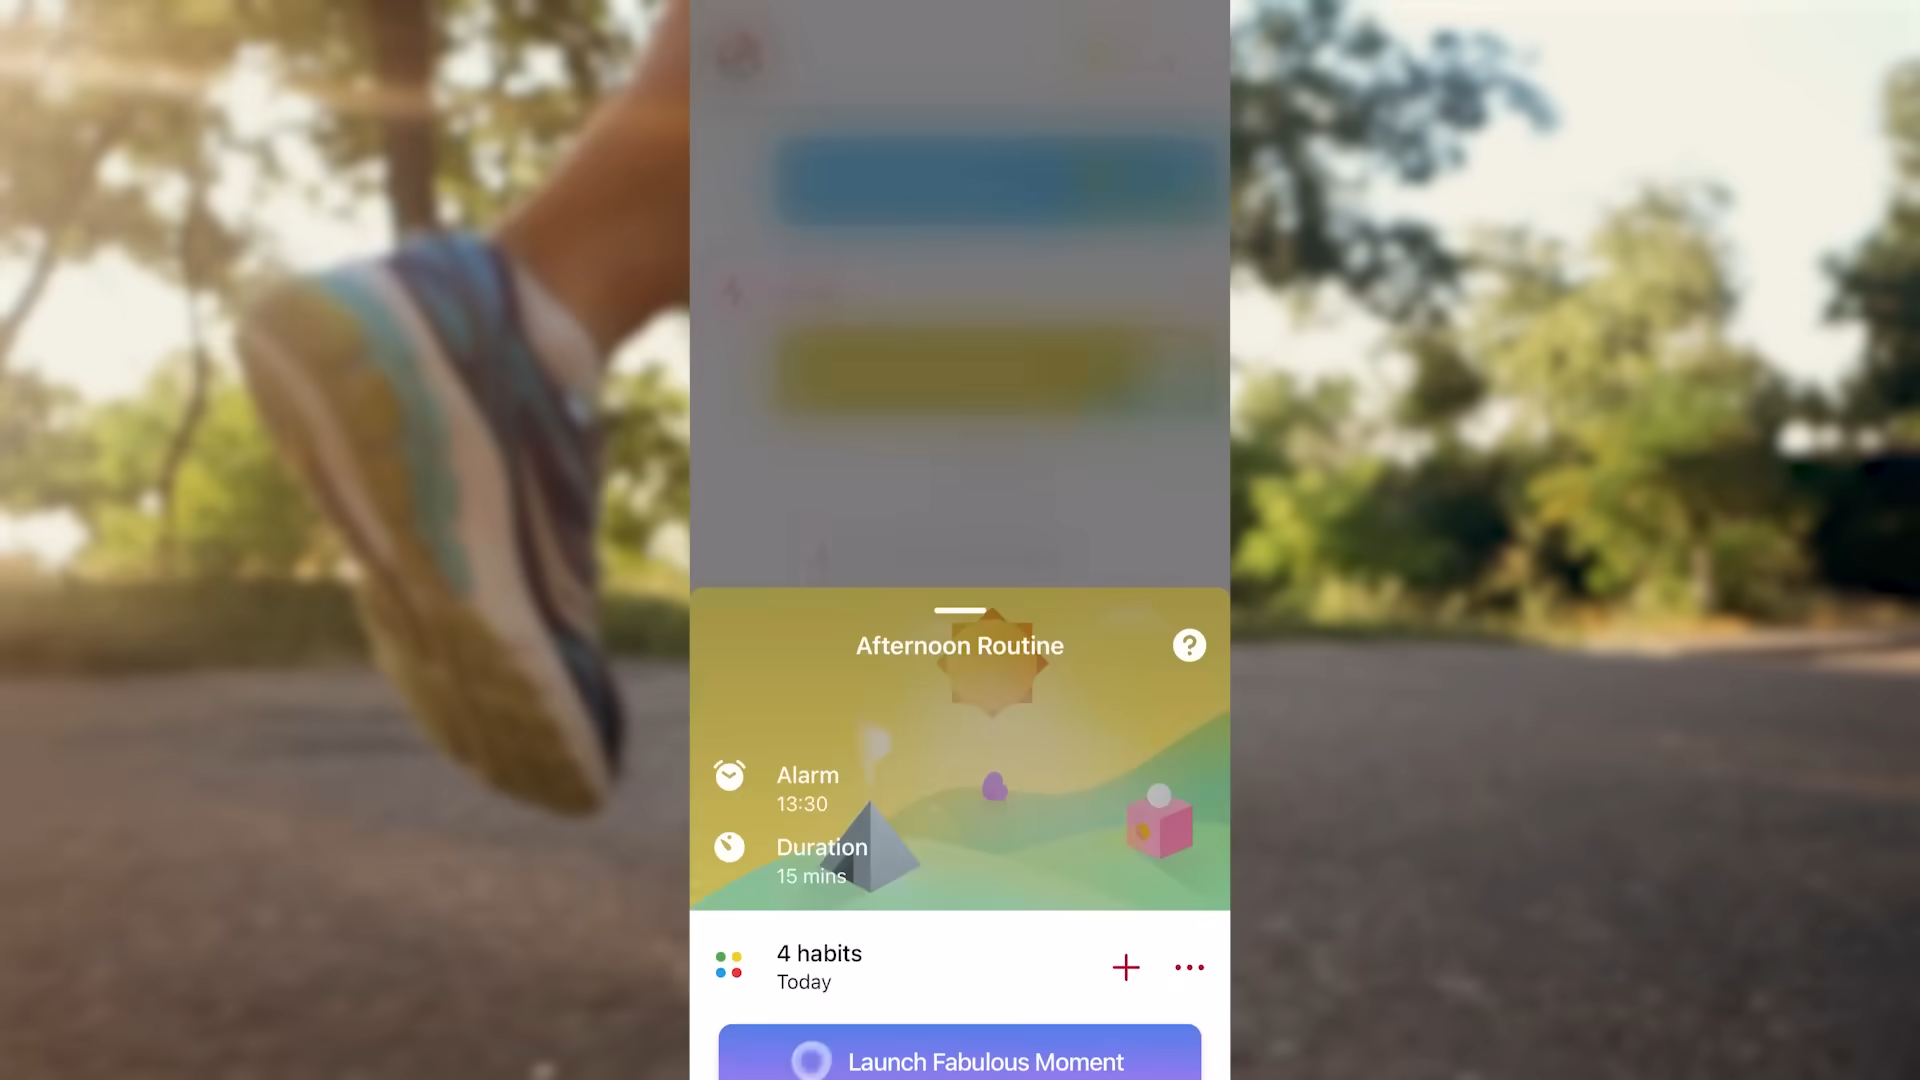 Afternoon Routine
?
Alarm
13:30
Duration
15 mins
4 habits
Today
Launch Fabulous Moment